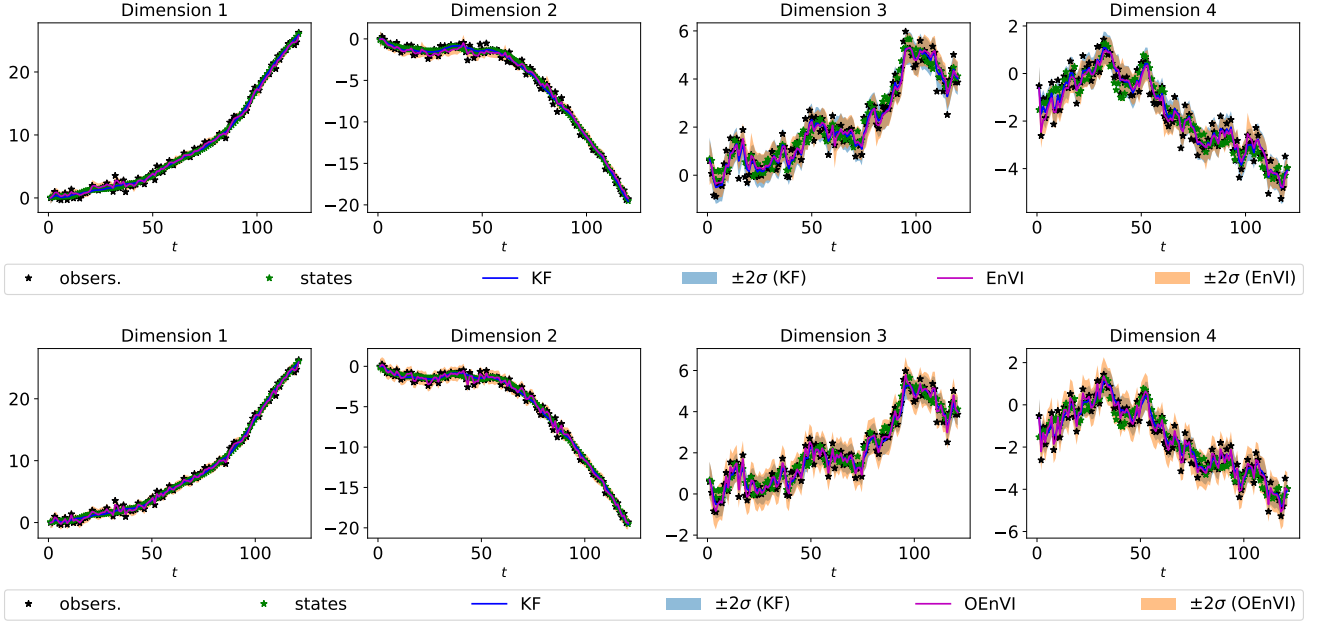 Dimension 1 Dimension 2 Dimension 3 Dimension 4
20
10
0
0 50 100
t
0
−5
−10
−15
−20
0 50 100
t
6
4
2
0
0 50 100
t
2
0
−2
−4
0 50 100
t
obsers. states KF ±2σ (KF) EnVI ±2σ (EnVI)
Dimension 1 Dimension 2 Dimension 3 Dimension 4
20
10
0
0 50 100
t
0
−5
−10
−15
−20
0 50 100
t
6
4
2
0
−2
0 50 100
t
2
0
−2
−4
−6
0 50 100
t
obsers. states KF ±2σ (KF) OEnVI ±2σ (OEnVI)